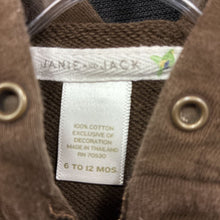 JANIE AND JACK
100% COTTON
EXCLUSIVE OF
DECORATION
MADE IN THAILAND
RN 70530
6 TO 12 MOS.